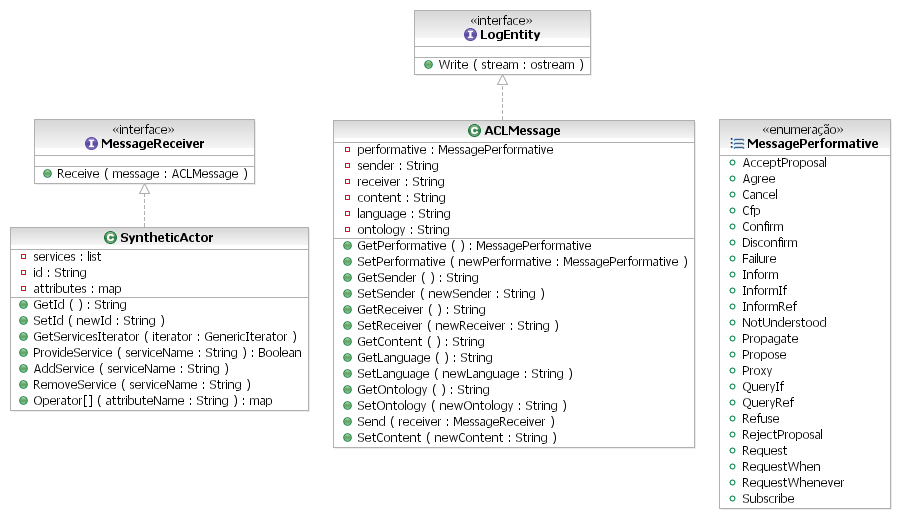 «interface»
LogEntity
Write ( stream : ostream )
«interface»
MessageReceiver
Receive ( message : ACLMessage )
SyntheticActor
services : list
id : String
attributes : map
GetId ( ) : String
SetId ( newId : String )
GetServicesIterator ( iterator : GenericIterator )
ProvideService ( serviceName : String ) : Boolean
AddService ( serviceName : String )
RemoveService ( serviceName : String )
Operator[] ( attributeName : String ) : map
ACLMessage
performative : MessagePerformative
sender : String
receiver : String
content : String
language : String
ontology : String
GetPerformative ( ) : MessagePerformative
SetPerformative ( newPerformative : MessagePerformative )
GetSender ( ) : String
SetSender ( newSender : String )
GetReceiver ( ) : String
SetReceiver ( newReceiver : String )
GetContent ( ) : String
GetLanguage ( ) : String
SetLanguage ( newLanguage : String )
GetOntology ( ) : String
SetOntology ( newOntology : String )
Send ( receiver : MessageReceiver )
SetContent ( newContent : String )
«enumeração»
MessagePerformative
AcceptProposal
Agree
Cancel
Cfp
Confirm
Disconfirm
Failure
Inform
InformIf
InformRef
NotUnderstood
Propagate
Propose
Proxy
QueryIf
QueryRef
Refuse
RejectProposal
Request
RequestWhen
RequestWhenever
Subscribe